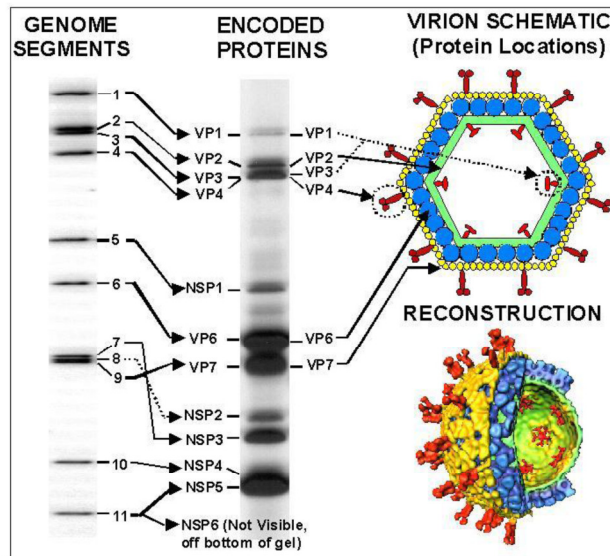 GENOME
SEGMENTS
ENCODED
PROTEINS
VIRION SCHEMATIC
(Protein Locations)
1
2
3
4
5
6
7
8
9
10
11
VP1
VP2
VP3
VP4
NSP1
VP6
VP7
NSP2
NSP3
NSP4
NSP5
NSP6 (Not Visible,
off bottom of gel)
VP1
VP2
VP3
VP4
VP6
VP7
RECONSTRUCTION